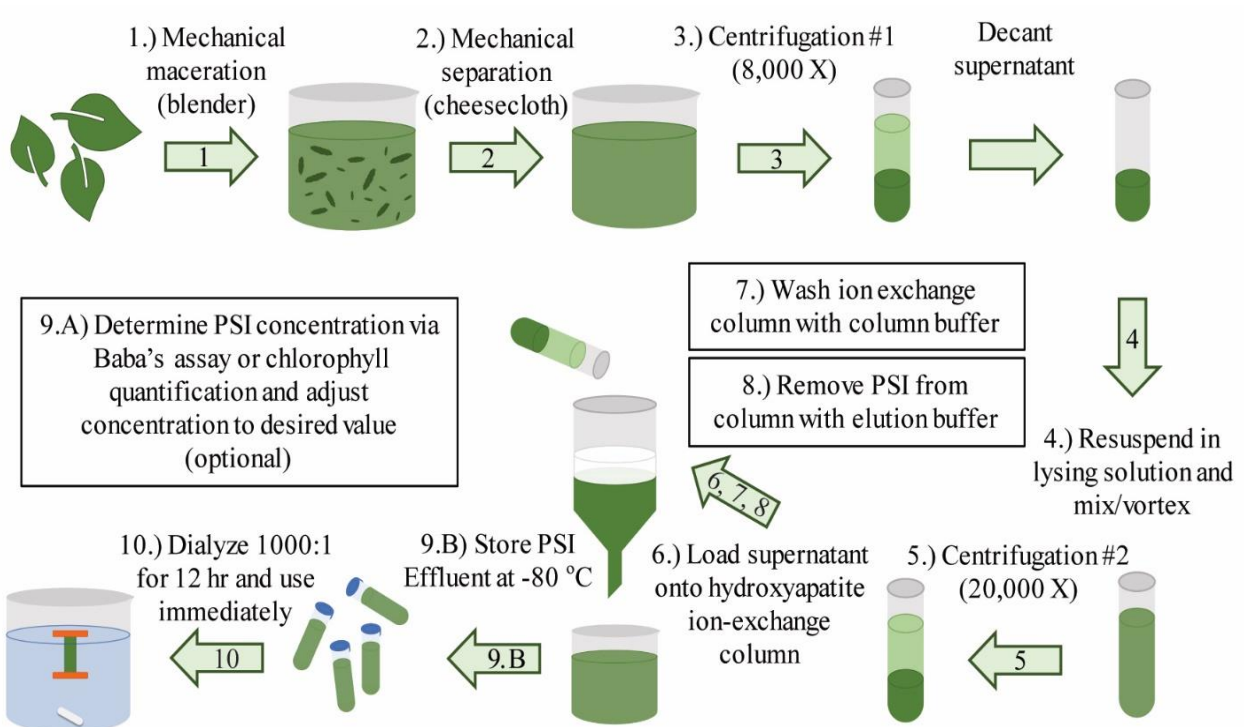 1.) Mechanical
maceration
(blender)
2.) Mechanical
separation
(cheesecloth)
3.) Centrifugation #1
(8,000 X)
Decant
supernatant
1
2
3
4
4.) Resuspend in
lysing solution and
mix/vortex
5.) Centrifugation #2
(20,000 X)
5
6.) Load supernatant
onto hydroxyapatite
ion-exchange
column
6, 7, 8
7.) Wash ion exchange
column with column buffer
8.) Remove PSI from
column with elution buffer
9.A) Determine PSI concentration via
Baba's assay or chlorophyll
quantification and adjust
concentration to desired value
(optional)
9.B) Store PSI
Effluent at -80 °C
9.B
10.) Dialyze 1000:1
for 12 hr and use
immediately
10